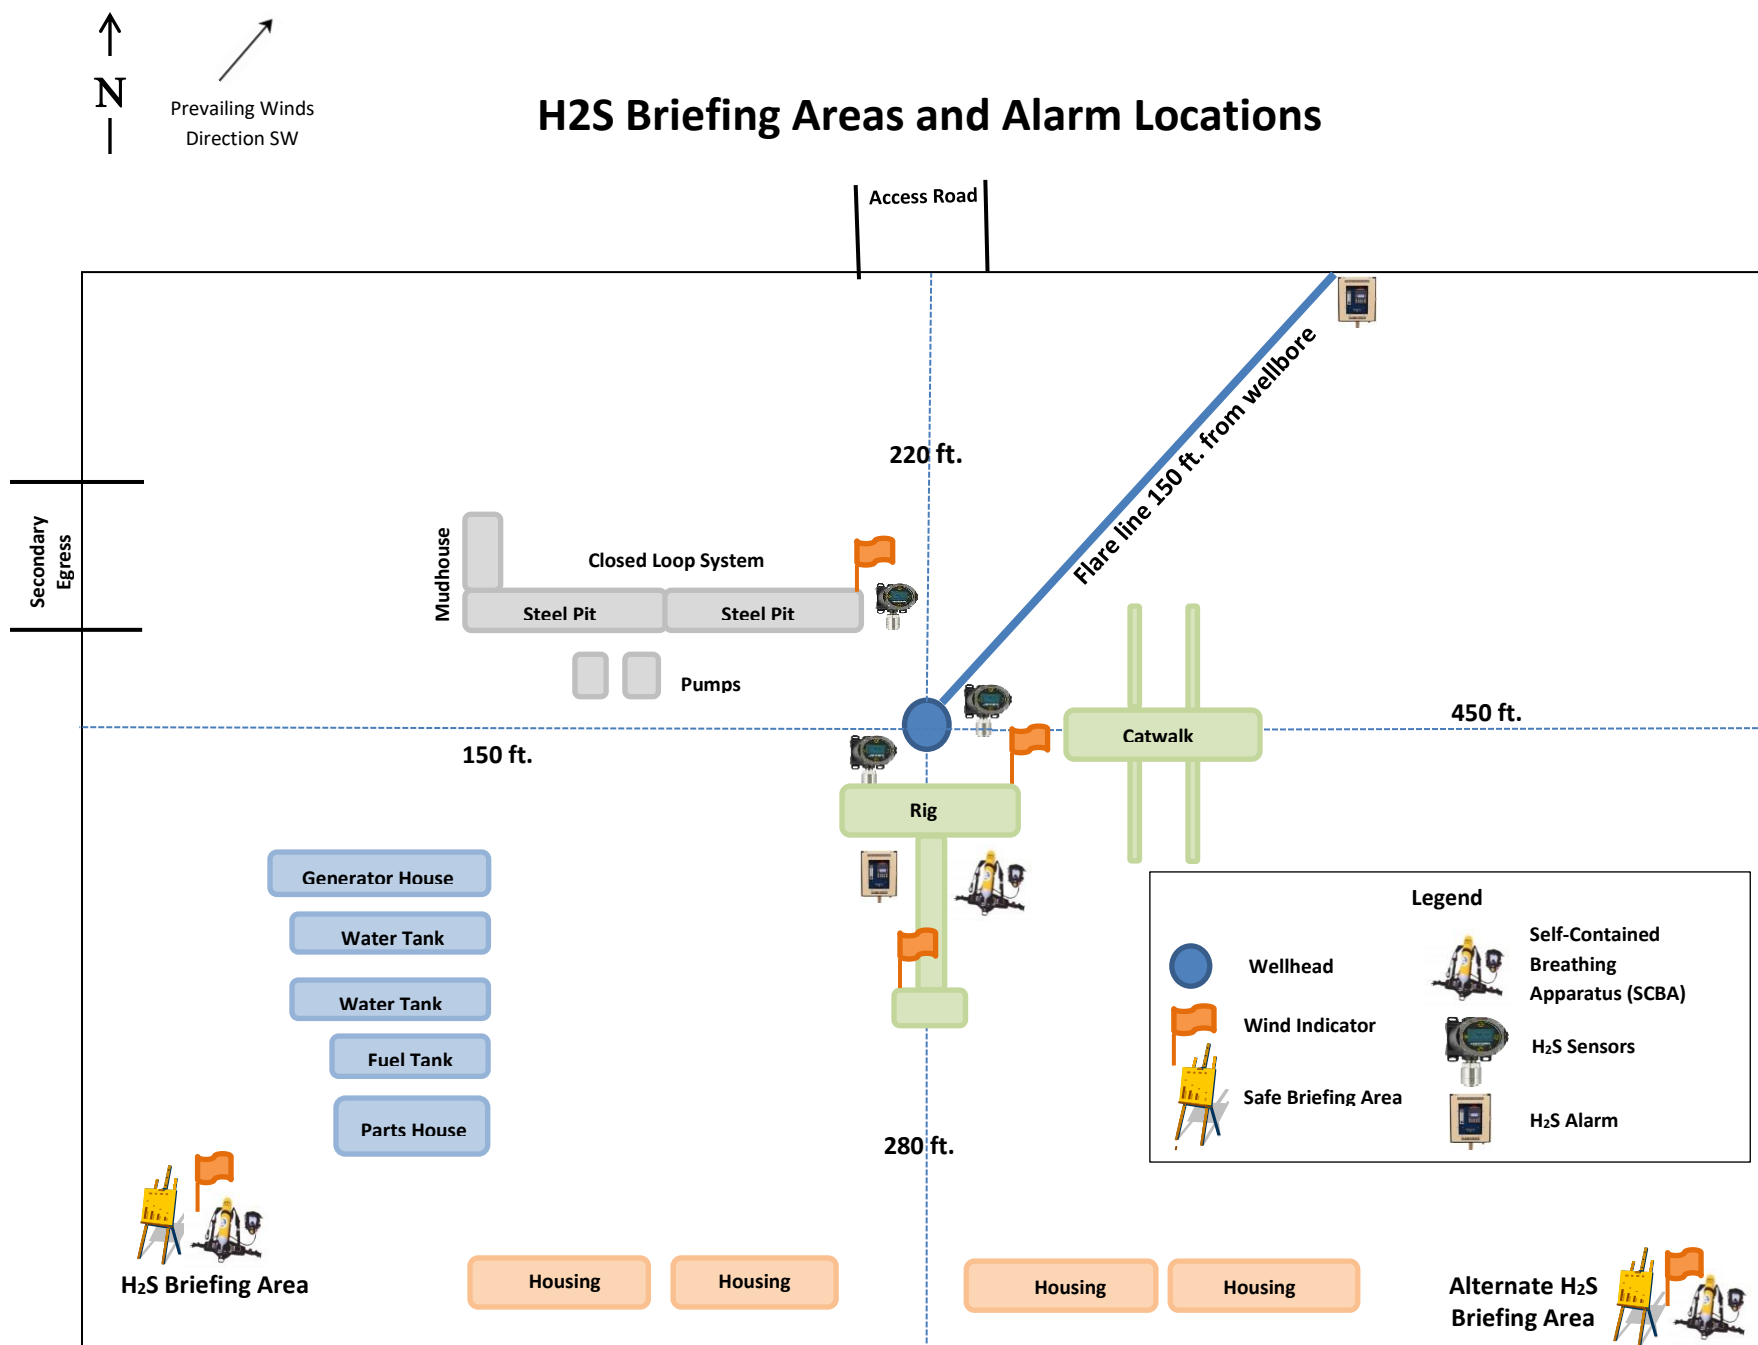 N
Prevailing Winds
Direction SW
H2S Briefing Areas and Alarm Locations
Access Road
220 ft.
Flare line 150 ft. from wellbore
Secondary
Egress
Mudhouse
Closed Loop System
Steel Pit
Steel Pit
Pumps
150 ft.
450 ft.
Catwalk
Rig
Generator House
Water Tank
Water Tank
Fuel Tank
Parts House
280 ft.
Legend
Wellhead
Wind Indicator
Safe Briefing Area
Self-Contained
Breathing
Apparatus (SCBA)
H2S Sensors
H2S Alarm
H2S Briefing Area
Housing
Housing
Housing
Housing
Alternate H2S
Briefing Area